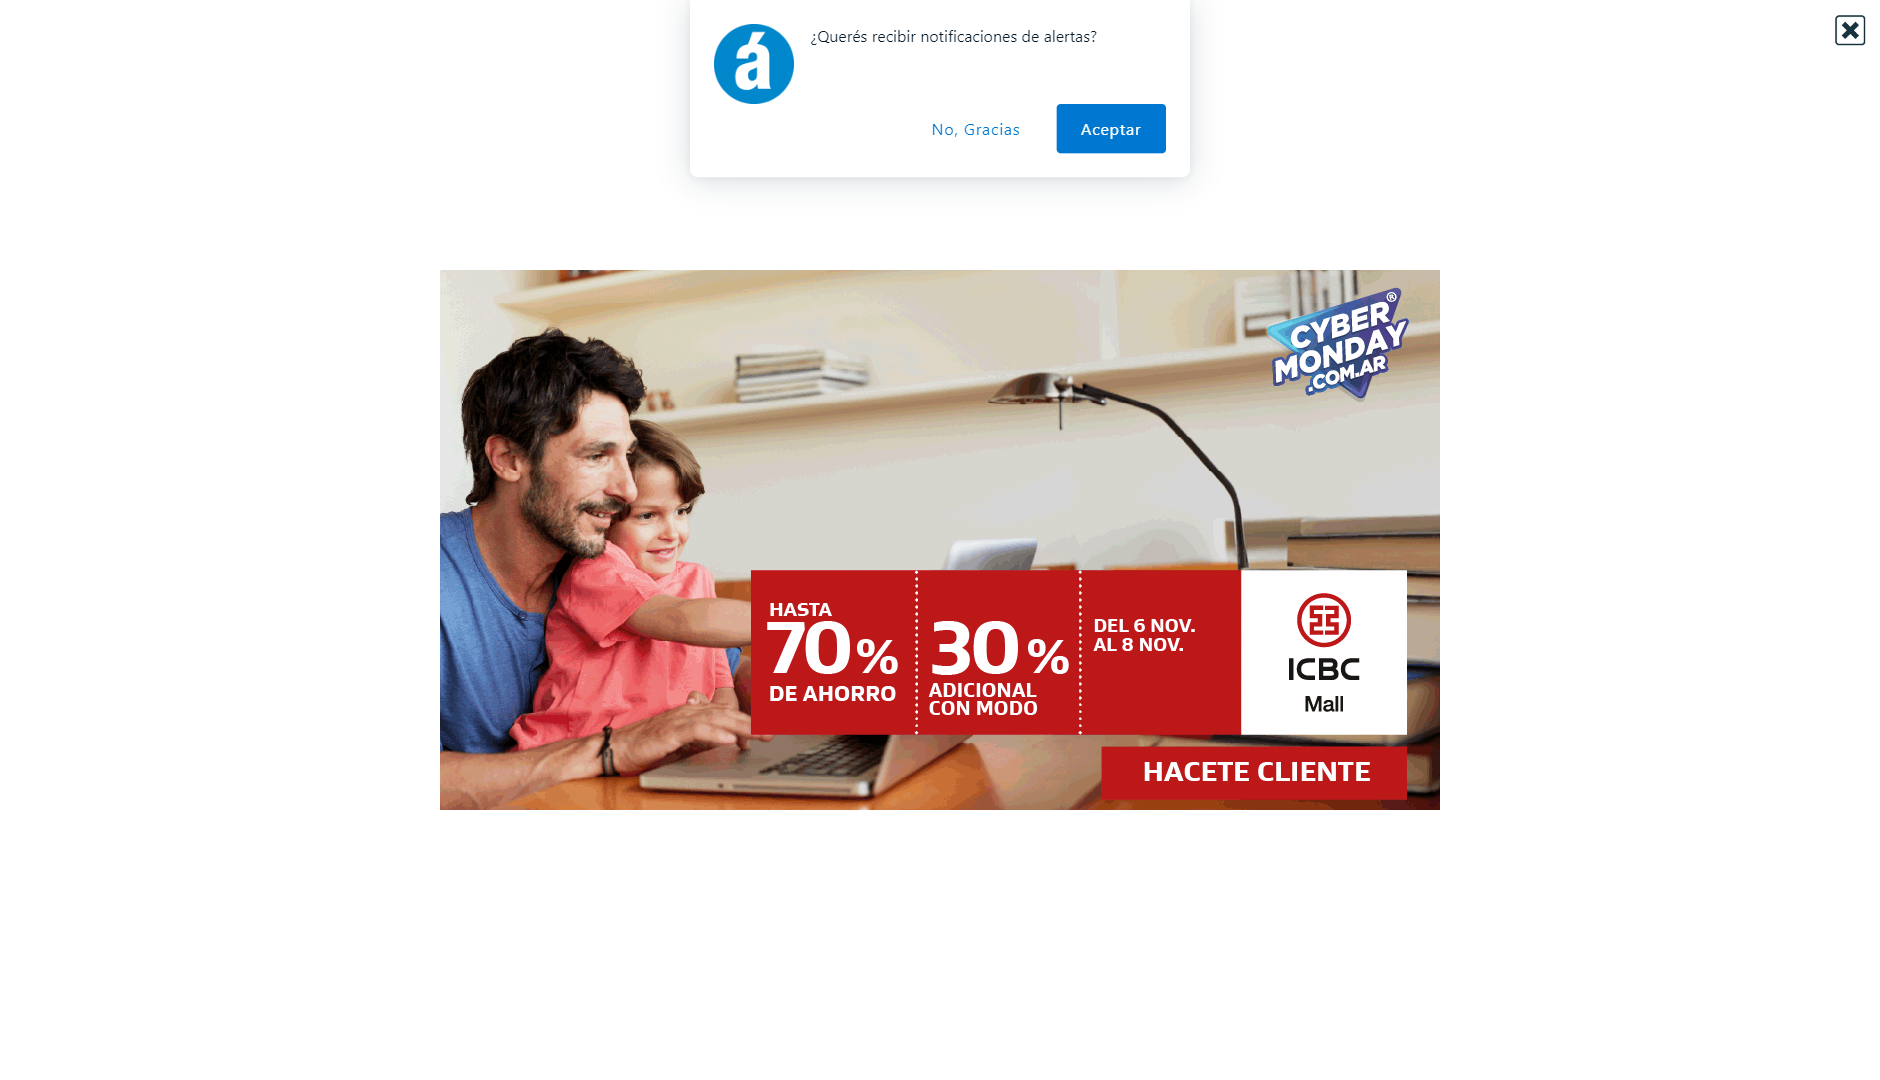 ¿Querés recibir notificaciones de alertas?
No, Gracias
Aceptar
CYBER®
MONDAY
.COM.AR
HASTA
70%
DE AHORRO
30%
ADICIONAL
CON MODO
DEL 6 NOV.
AL 8 NOV.
ICBC
Mall
HACETE CLIENTE